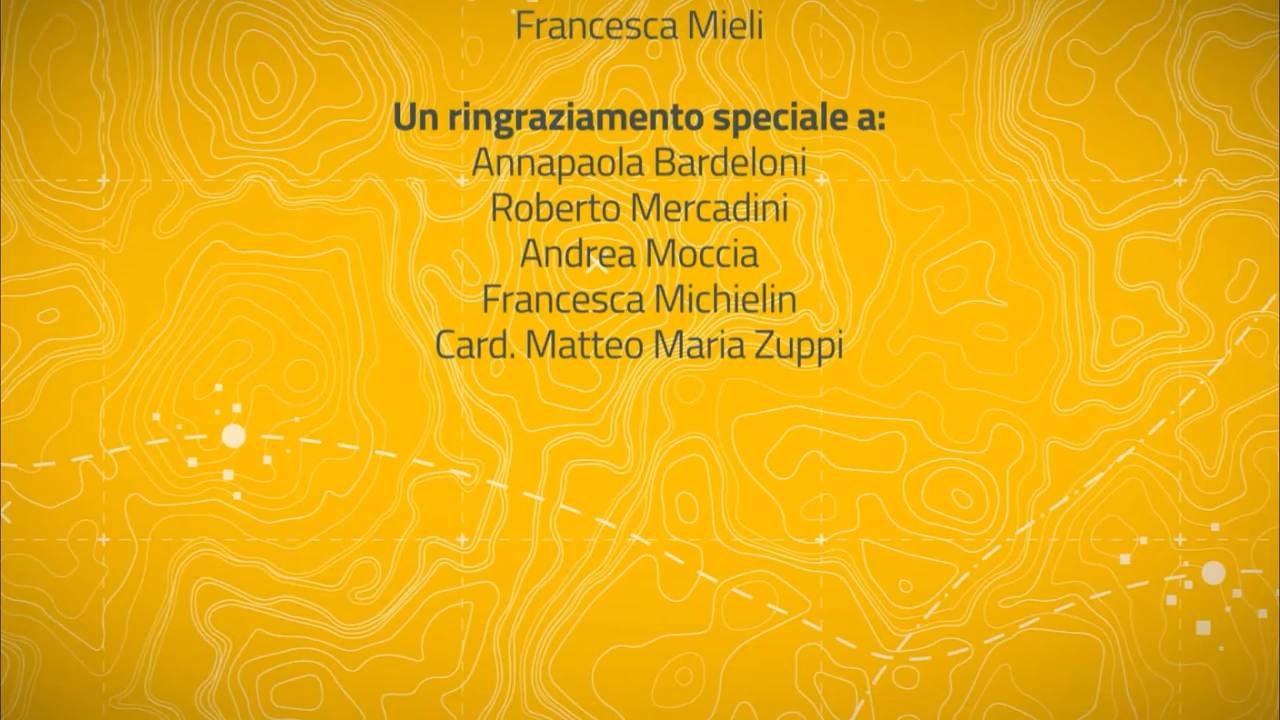 Francesca Mieli
Un ringraziamento speciale a:
Annapaola Bardeloni
Roberto Mercadini
Andrea Moccia
Francesca Michielin
Card. Matteo Maria Zuppi